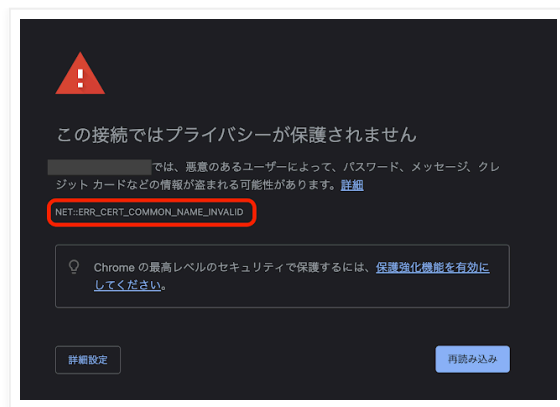 この接続ではプライバシーが保護されません
では、悪意のあるユーザーによって、パスワード、メッセージ、クレ
ジット カードなどの情報が盗まれる可能性があります。詳細
NET::ERR_CERT_COMMON_NAME_INVALID
Chrome の最高レベルのセキュリティで保護するには、保護強化機能を有効に
してください。
詳細設定
再読み込み